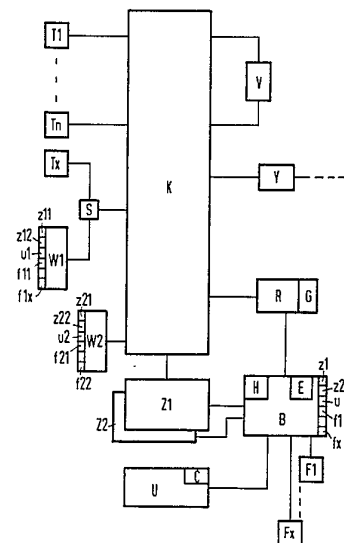 T1
Tn
Tx
S
K
V
Y
z11
z12
u1
f11
f1x
W1
z21
z22
u2
f21
f22
W2
R G
Z1
Z2
H E
B
z1
z2
u
f1
fx
F1
Fx
U C